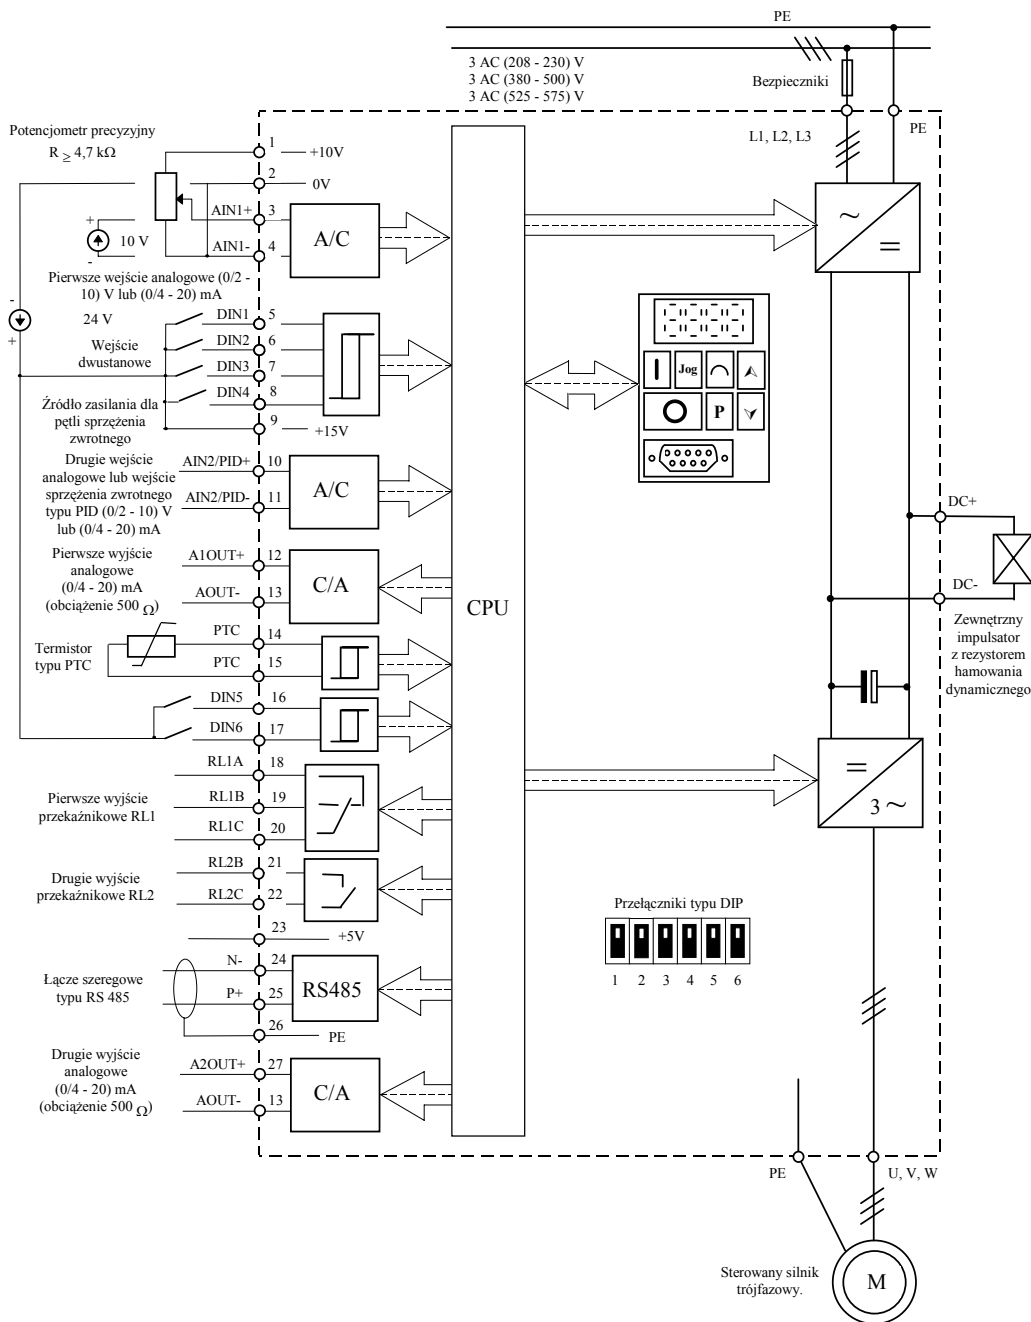 PE
3 AC (208 - 230) V
3 AC (380 - 500) V
3 AC (525 - 575) V
Bezpieczniki
L1, L2, L3
PE
Potencjometr precyzyjny
R ≥ 4,7 kΩ
1
+10V
2
0V
AIN1+
3
+
10 V
-
AIN1-
4
A/C
~
=
Pierwsze wejście analogowe (0/2 -
10) V lub (0/4 - 20) mA
-
24 V
+
DIN1
5
Wejście
dwustanowe
DIN2
6
DIN3
7
DIN4
8
9
+15V
Jog
P
Źródło zasilania dla
pętli sprzężenia
zwrotnego
Drugie wejście
analogowe lub wejście
sprzężenia zwrotnego
typu PID (0/2 - 10) V
lub (0/4 - 20) mA
AIN2/PID+
10
AIN2/PID-
11
A/C
DC+
DC-
Zewnętrzny
impulsator
z rezystorem
hamowania
dynamicznego
Pierwsze wyjście
analogowe
(0/4 - 20) mA
(obciążenie 500 Ω)
A1OUT+
12
AOUT-
13
C/A
CPU
Termistor
typu PTC
PTC
14
PTC
15
DIN5
16
DIN6
17
=
3 ~
Pierwsze wyjście
przekaźnikowe RL1
RL1A
18
RL1B
19
RL1C
20
Drugie wyjście
przekaźnikowe RL2
RL2B
21
RL2C
22
23
+5V
Przełączniki typu DIP
1 2 3 4 5 6
Łącze szeregowe
typu RS 485
N-
24
P+
25
RS485
26
PE
Drugie wyjście
analogowe
(0/4 - 20) mA
(obciążenie 500 Ω)
A2OUT+
27
AOUT-
13
C/A
PE
U, V, W
Sterowany silnik
trójfazowy.
M